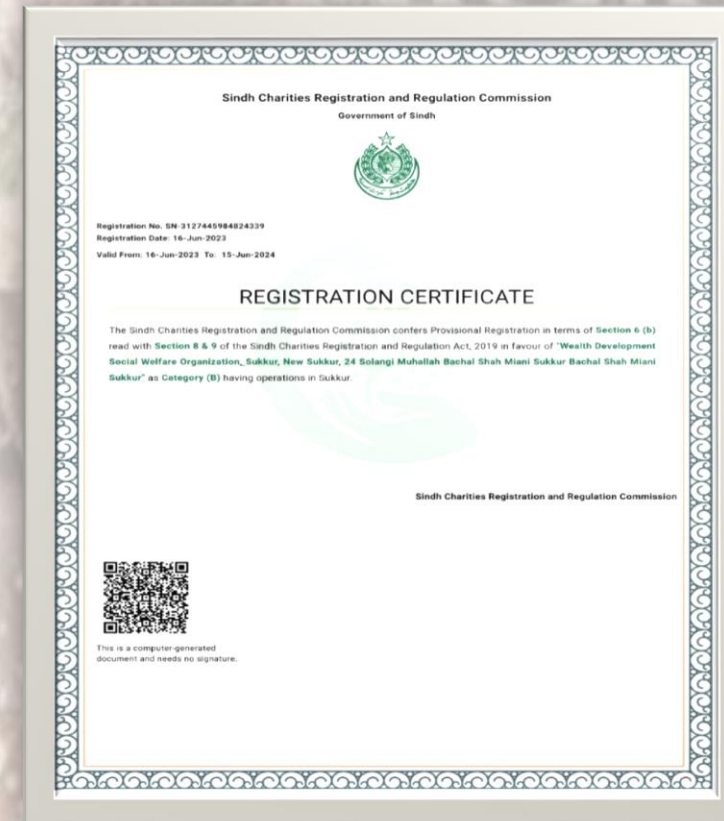 Sindh Charities Registration and Regulation Commission
Government of Sindh
Registration No. SN-3127445984824339
Registration Date: 16-Jun-2023
Valid From: 16-Jun-2023 To: 15-Jun-2024
REGISTRATION CERTIFICATE
The Sindh Charities Registration and Regulation Commission confers Provisional Registration in terms of Section 6 (b)
read with Section 8 & 9 of the Sindh Charities Registration and Regulation Act, 2019 in favour of "Wealth Development
Social Welfare Organization,_Sukkur, New Sukkur, 24 Solangi Muhallah Bachal Shah Miani Sukkur Bachal Shah Miani
Sukkur" as Category (B) having operations in Sukkur.
Sindh Charities Registration and Regulation Commission
This is a computer-generated
document and needs no signature.